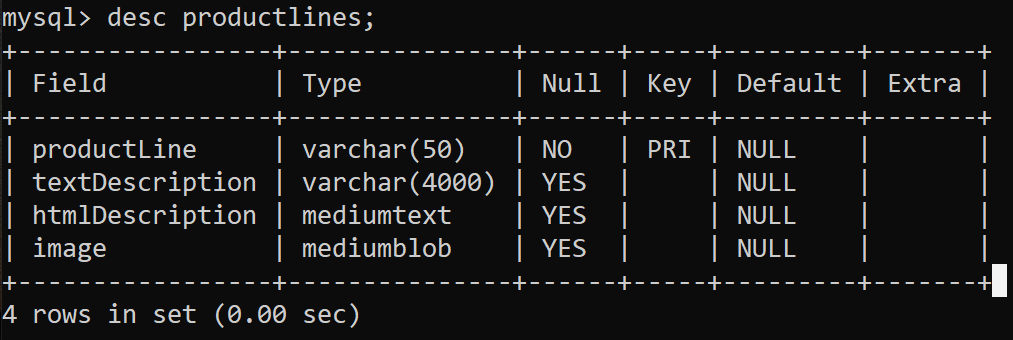 mysql> desc productlines;
+-----------------+---------------+------+-----+---------+-------+
| Field           | Type          | Null | Key | Default | Extra |
+-----------------+---------------+------+-----+---------+-------+
| productLine     | varchar(50)   | NO   | PRI | NULL    |       |
| textDescription | varchar(4000) | YES  |     | NULL    |       |
| htmlDescription | mediumtext    | YES  |     | NULL    |       |
| image           | mediumblob    | YES  |     | NULL    |       |
+-----------------+---------------+------+-----+---------+-------+
4 rows in set (0.00 sec)